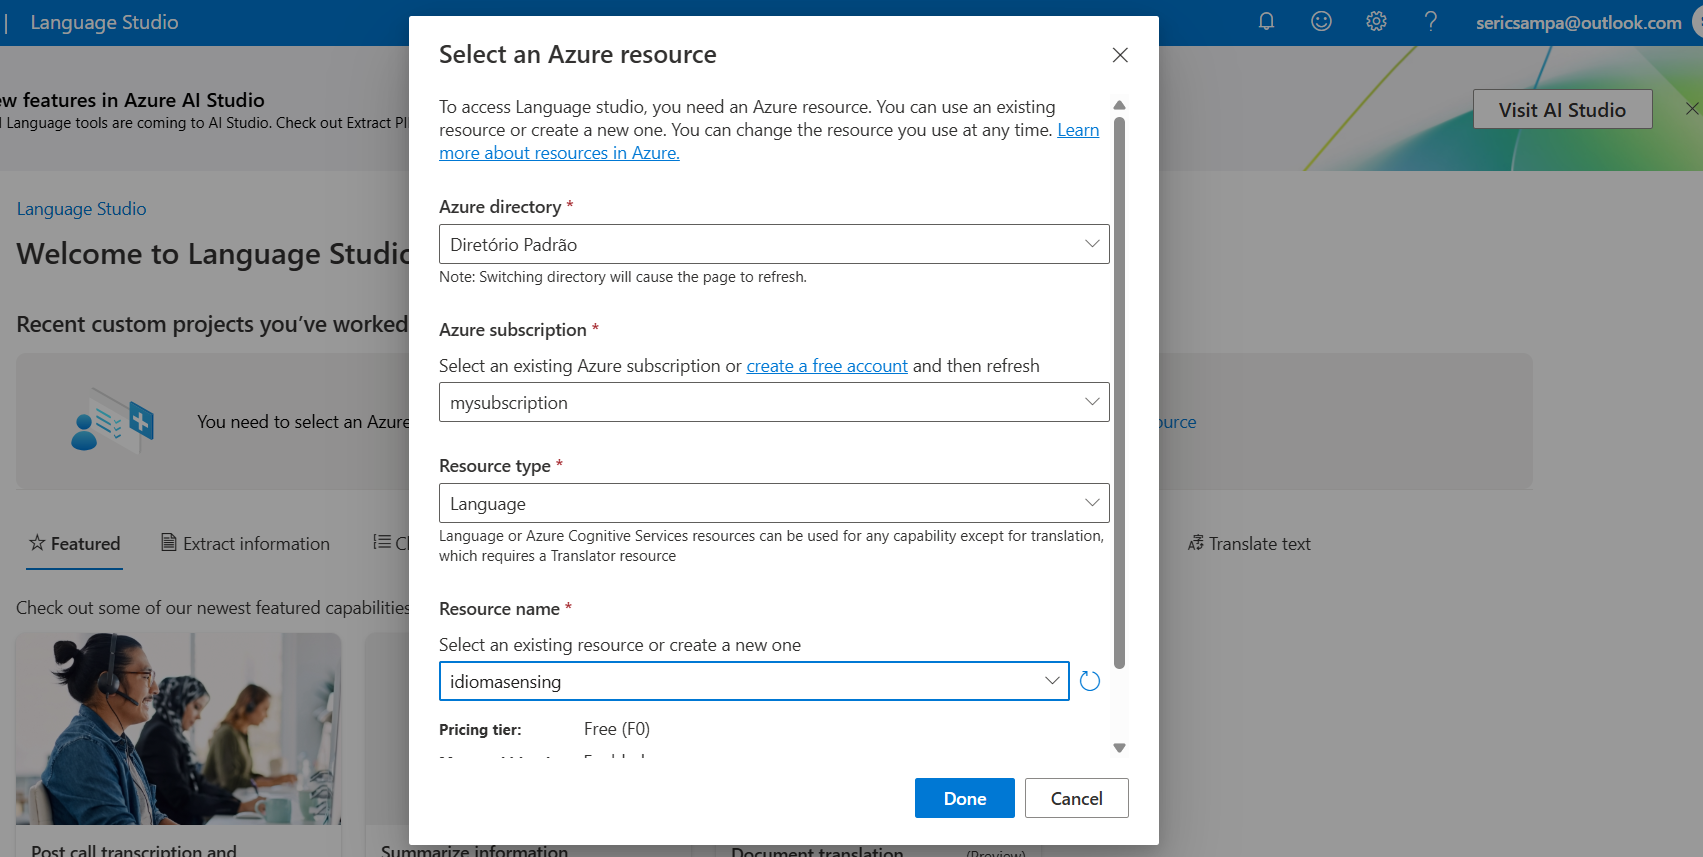 Language Studio
sericsampa@outlook.com
w features in Azure AI Studio
Language tools are coming to AI Studio. Check out Extract PI
Visit AI Studio
Language Studio
Welcome to Language Studio
Recent custom projects you've worked
You need to select an Azure
ource
Featured
Extract information
Cl
Translate text
Check out some of our newest featured capabilities
Post call transcription and
Summarize information
Document translation (Preview)
Select an Azure resource
To access Language studio, you need an Azure resource. You can use an existing
resource or create a new one. You can change the resource you use at any time. Learn
more about resources in Azure.
Azure directory *
Diretório Padrão
Note: Switching directory will cause the page to refresh.
Azure subscription *
Select an existing Azure subscription or create a free account and then refresh
mysubscription
Resource type *
Language
Language or Azure Cognitive Services resources can be used for any capability except for translation,
which requires a Translator resource
Resource name *
Select an existing resource or create a new one
idiomasensing
Pricing tier: Free (F0)
Done
Cancel